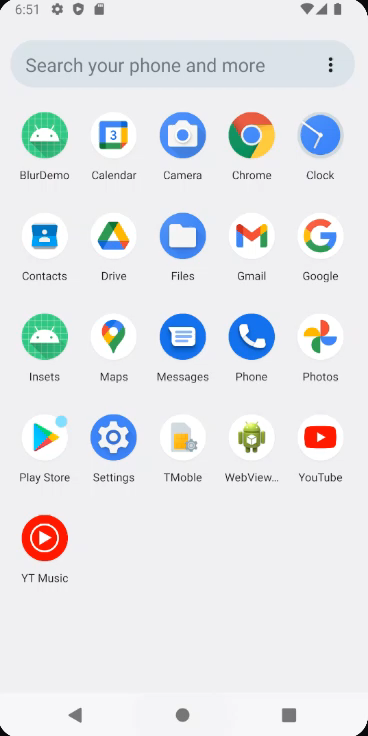 6:51
Search your phone and more
BlurDemo Calendar Camera Chrome Clock
3
Contacts Drive Files Gmail Google
Insets Maps Messages Phone Photos
Play Store Settings TMoble WebView... YouTube
YT Music